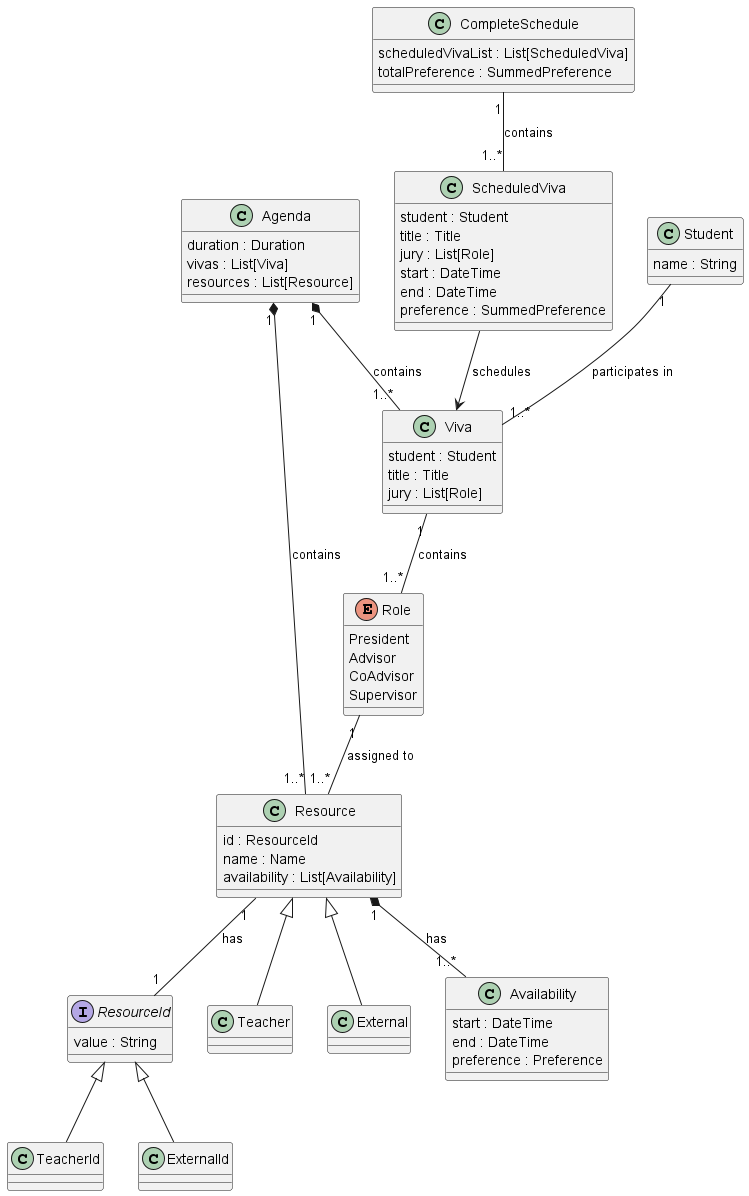 C CompleteSchedule
scheduledVivaList : List[ScheduledViva]
totalPreference : SummedPreference
1
contains
1..*
C ScheduledViva
student : Student
title : Title
jury : List[Role]
start : DateTime
end : DateTime
preference : SummedPreference
C Agenda
duration : Duration
vivas : List[Viva]
resources : List[Resource]
C Student
name : String
1
1
1
contains
1..*
schedules
participates in
1..*
C Viva
student : Student
title : Title
jury : List[Role]
1
contains
contains
1..*
E Role
President
Advisor
CoAdvisor
Supervisor
1
assigned to
1..*
1..*
C Resource
id : ResourceId
name : Name
availability : List[Availability]
1
has
1
1
has
1..*
I ResourceId
value : String
C Teacher
C External
C Availability
start : DateTime
end : DateTime
preference : Preference
C TeacherId
C ExternalId